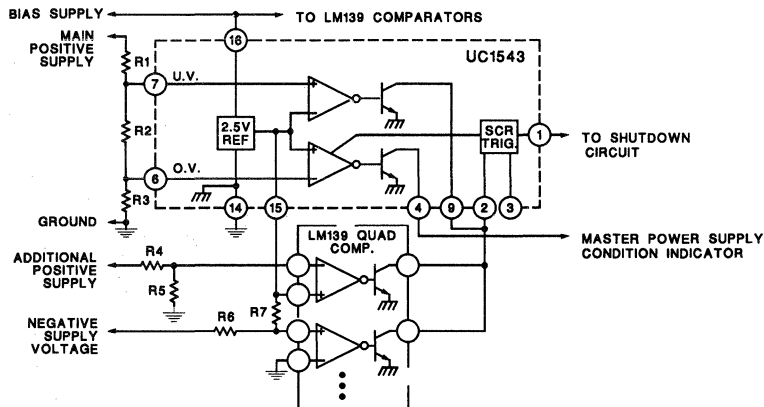 BIAS SUPPLY
TO LM139 COMPARATORS
MAIN
POSITIVE
SUPPLY
16
UC1543
R1
7
U.V.
+
−
2.5V
REF
R2
SCR
TRIG.
1
TO SHUTDOWN
CIRCUIT
+
−
6
O.V.
R3
GROUND
14
15
4
9
2
3
LM139 QUAD
COMP.
MASTER POWER SUPPLY
CONDITION INDICATOR
ADDITIONAL
POSITIVE
SUPPLY
R4
R5
−
+
R7
NEGATIVE
SUPPLY
VOLTAGE
R6
+
−